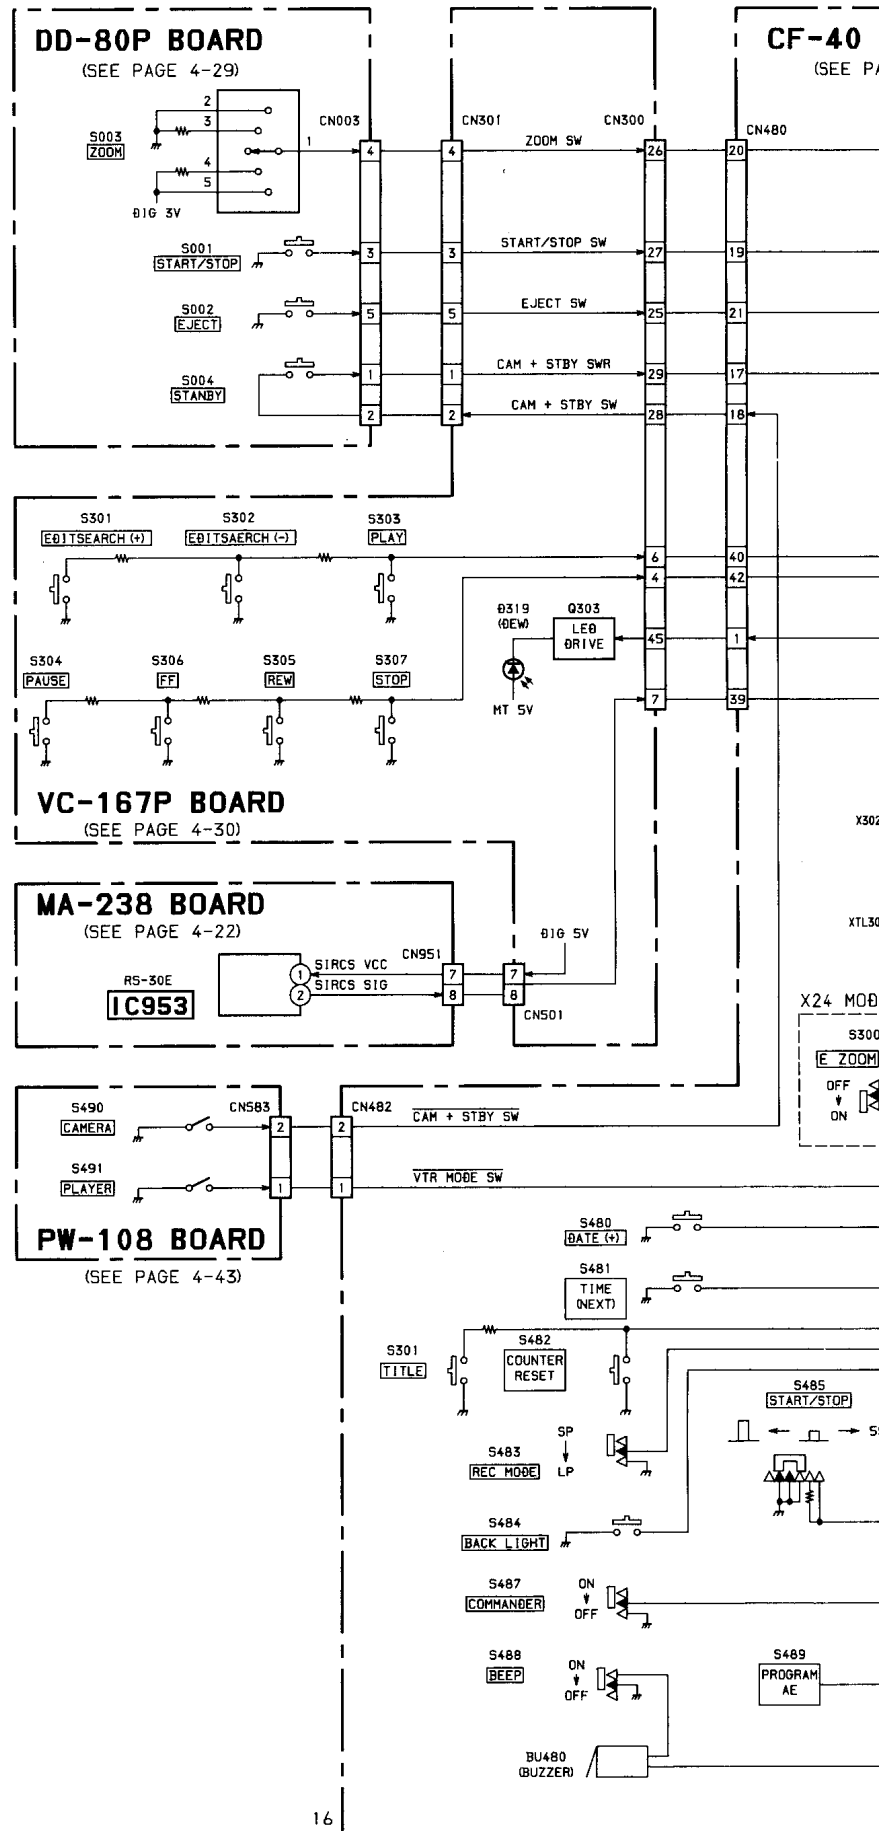 DD-80P BOARD
(SEE PAGE 4-29)
CF-40
(SEE PA
S003
ZOOM
2
3
1
4
5
DIG 3V
CN003
CN301
CN300
CN480
4
4
ZOOM SW
26
20
S001
START/STOP
3
3
START/STOP SW
27
19
S002
EJECT
5
5
EJECT SW
25
21
S004
STANBY
1
1
CAM + STBY SWR
29
17
2
2
CAM + STBY SW
28
18
S301
EDITSEARCH (+)
S302
EDITSAERCH (-)
S303
PLAY
6
40
4
42
D319
(DEW)
Q303
LED
DRIVE
45
1
MT 5V
7
39
S304
PAUSE
S306
FF
S305
REW
S307
STOP
VC-167P BOARD
(SEE PAGE 4-30)
X302
XTL30
MA-238 BOARD
(SEE PAGE 4-22)
RS-30E
IC953
1
SIRCS VCC
2
SIRCS SIG
CN951
7
8
7
8
CN501
DIG 5V
X24 MOD
S300
E ZOOM
OFF
ON
S490
CAMERA
S491
PLAYER
CN583
2
1
CN482
2
1
CAM + STBY SW
VTR MODE SW
PW-108 BOARD
(SEE PAGE 4-43)
S480
DATE (+)
S481
TIME
(NEXT)
S301
TITLE
S482
COUNTER
RESET
S483
REC MODE
SP
LP
S485
START/STOP
S484
BACK LIGHT
S487
COMMANDER
ON
OFF
S488
BEEP
ON
OFF
S489
PROGRAM
AE
BU480
(BUZZER)
16